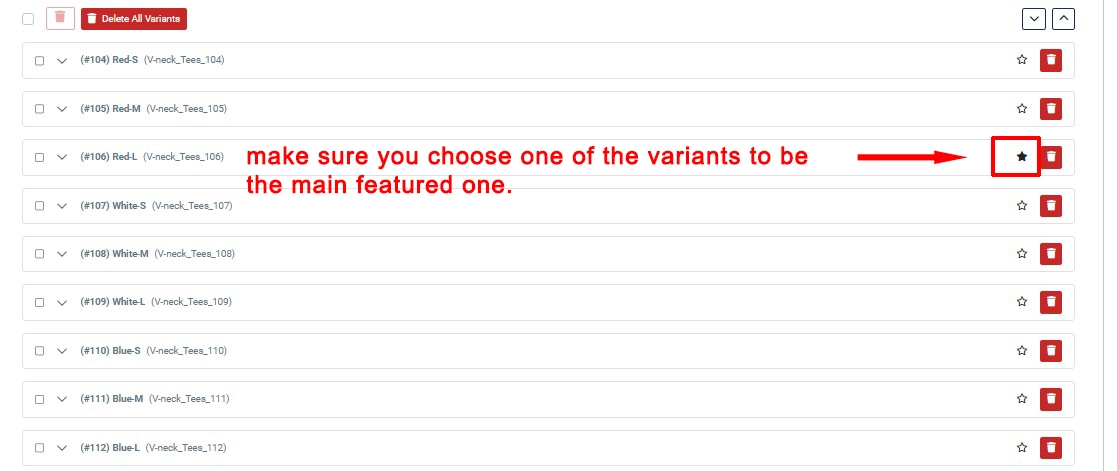 Delete All Variants
(#104) Red-S (V-neck_Tees_104)
(#105) Red-M (V-neck_Tees_105)
(#106) Red-L (V-neck_Tees_106)
make sure you choose one of the variants to be
the main featured one.
(#107) White-S (V-neck_Tees_107)
(#108) White-M (V-neck_Tees_108)
(#109) White-L (V-neck_Tees_109)
(#110) Blue-S (V-neck_Tees_110)
(#111) Blue-M (V-neck_Tees_111)
(#112) Blue-L (V-neck_Tees_112)